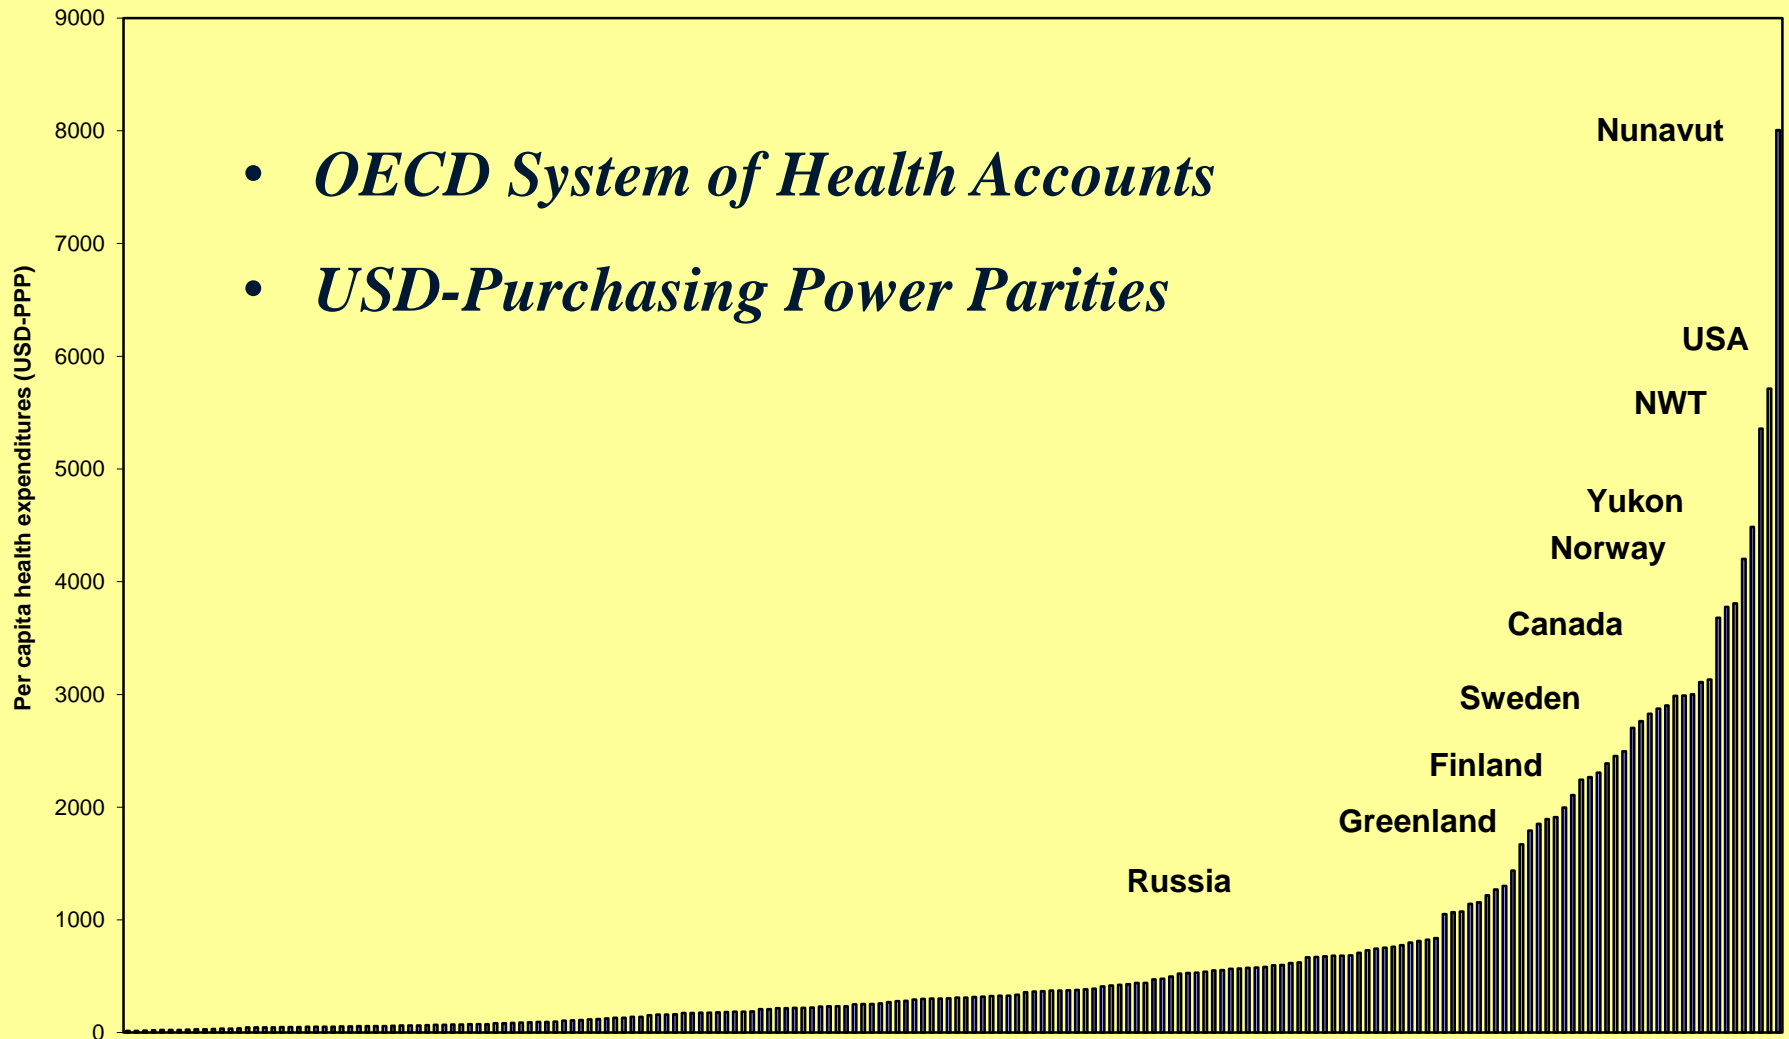 9000
8000
7000
6000
5000
4000
3000
2000
1000
0
Per capita health expenditures (USD-PPP)
• OECD System of Health Accounts
• USD-Purchasing Power Parities
Nunavut
USA
NWT
Yukon
Norway
Canada
Sweden
Finland
Greenland
Russia